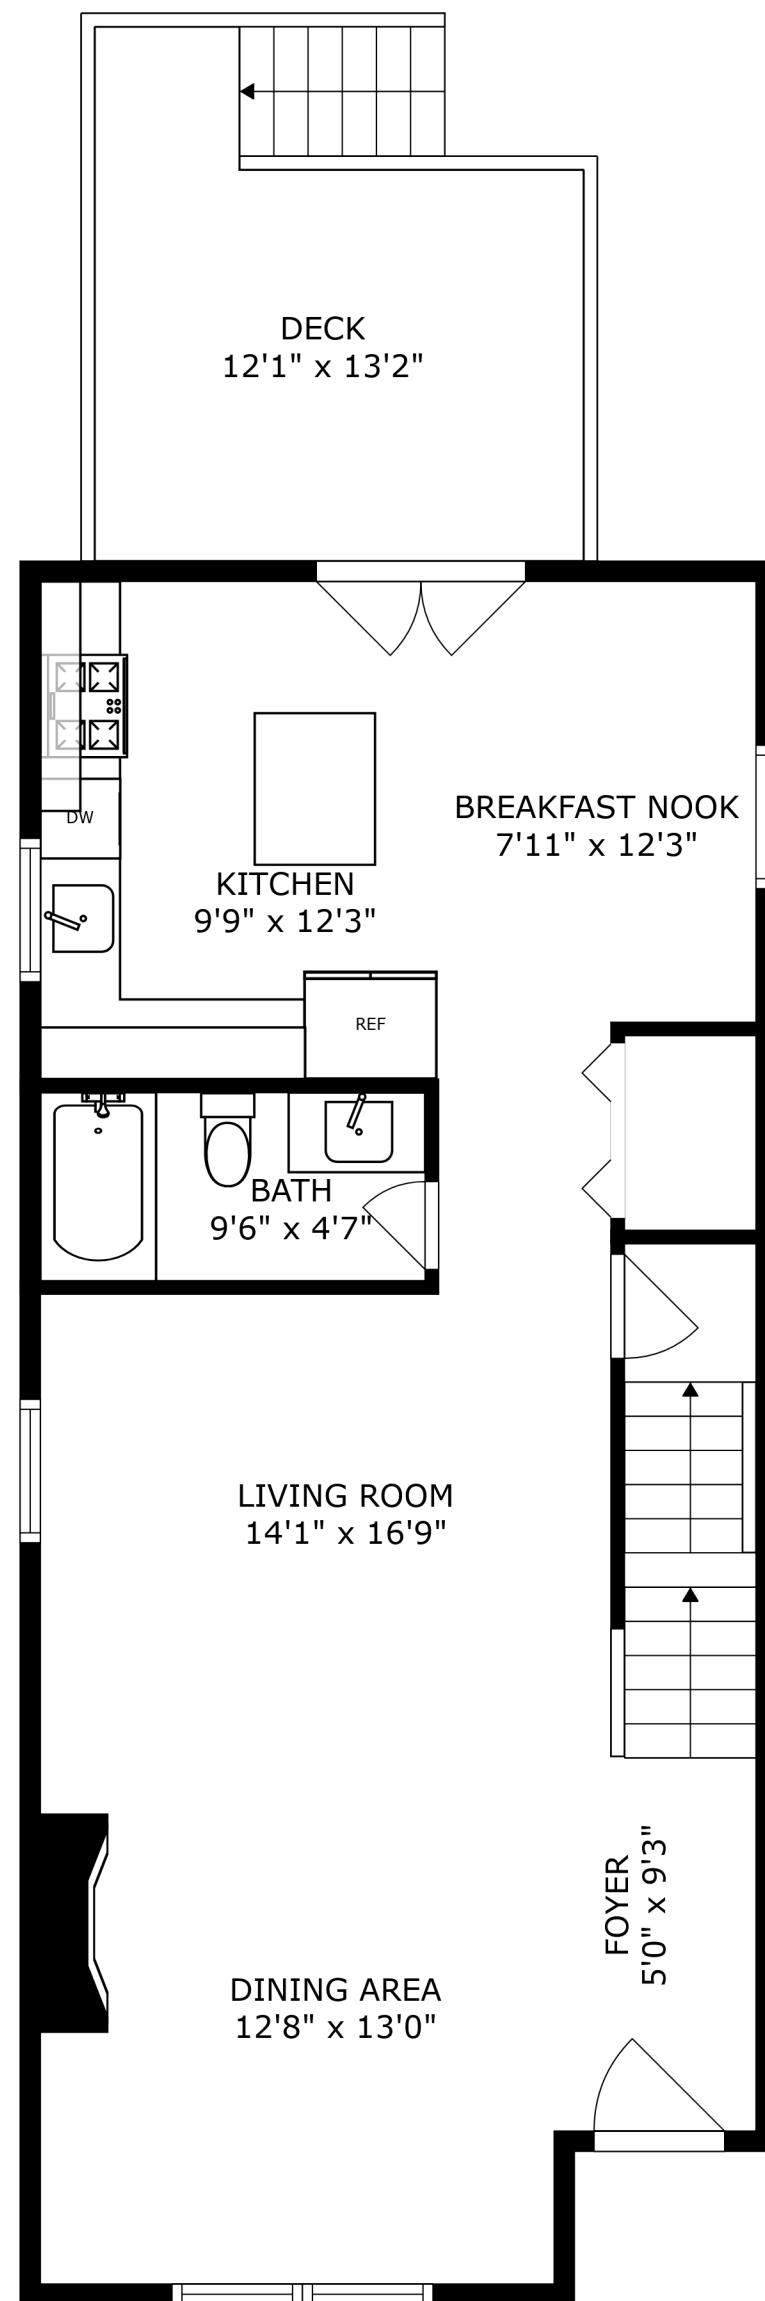 DECK
12'1" x 13'2"
BREAKFAST NOOK
7'11" x 12'3"
DW
KITCHEN
9'9" x 12'3"
REF
BATH
9'6" x 4'7"
LIVING ROOM
14'1" x 16'9"
FOYER
5'0" x 9'3"
DINING AREA
12'8" x 13'0"